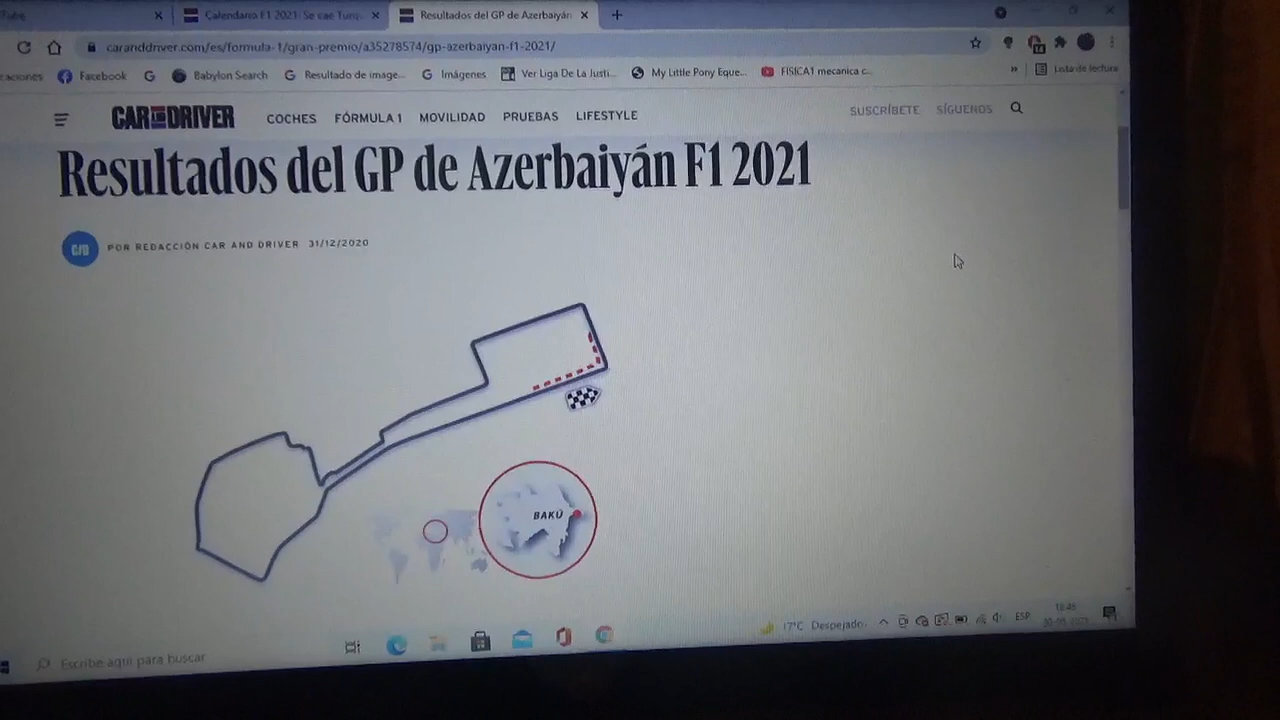 Calendario F1 2021: Se cae Turq
Resultados del GP de Azerbaiyán
caranddriver.com/es/formula-1/gran-premio/a35278574/gp-azerbaiyan-f1-2021/
caciones Facebook G Babylon Search Resultado de image... Imágenes Ver Liga De La Justi... My Little Pony Eque... FISICA1 mecanica c... » Lista de lectura
CAR AND DRIVER COCHES FÓRMULA 1 MOVILIDAD PRUEBAS LIFESTYLE SUSCRÍBETE SÍGUENOS
Resultados del GP de Azerbaiyán F1 2021
C/D POR REDACCIÓN CAR AND DRIVER 31/12/2020
BAKÚ
Escribe aquí para buscar 17°C Despejado ESP